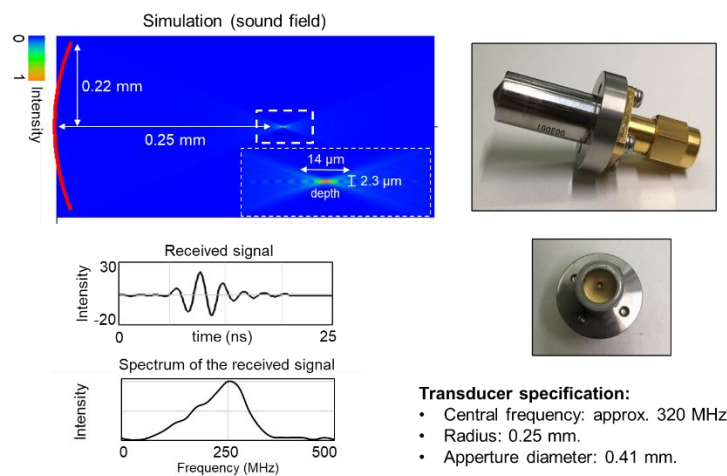 Simulation (sound field)
0
1
Intensity
0.22 mm
0.25 mm
14 µm
2.3 µm
depth
003001
Received signal
30
Intensity
-20
0
time (ns)
25
Spectrum of the received signal
Intensity
0
250
500
Frequency (MHz)
Transducer specification:
• Central frequency: approx. 320 MHz
• Radius: 0.25 mm.
• Apperture diameter: 0.41 mm.